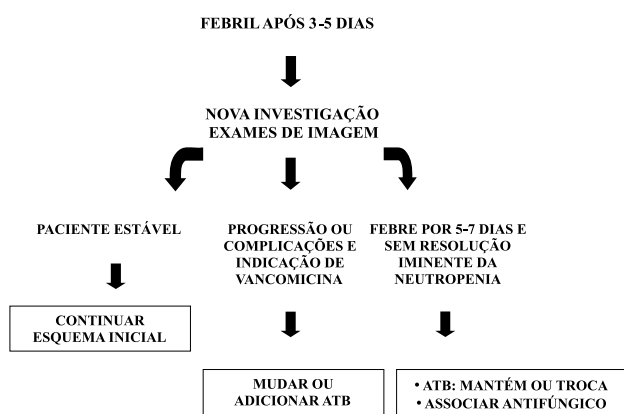 FEBRIL APÓS 3-5 DIAS
NOVA INVESTIGAÇÃO
EXAMES DE IMAGEM
PACIENTE ESTÁVEL
PROGRESSÃO OU
COMPLICAÇÕES E
INDICAÇÃO DE
VANCOMICINA
FEBRE POR 5-7 DIAS E
SEM RESOLUÇÃO
IMINENTE DA
NEUTROPENIA
CONTINUAR
ESQUEMA INICIAL
MUDAR OU
ADICIONAR ATB
• ATB: MANTÉM OU TROCA
• ASSOCIAR ANTIFÚNGICO